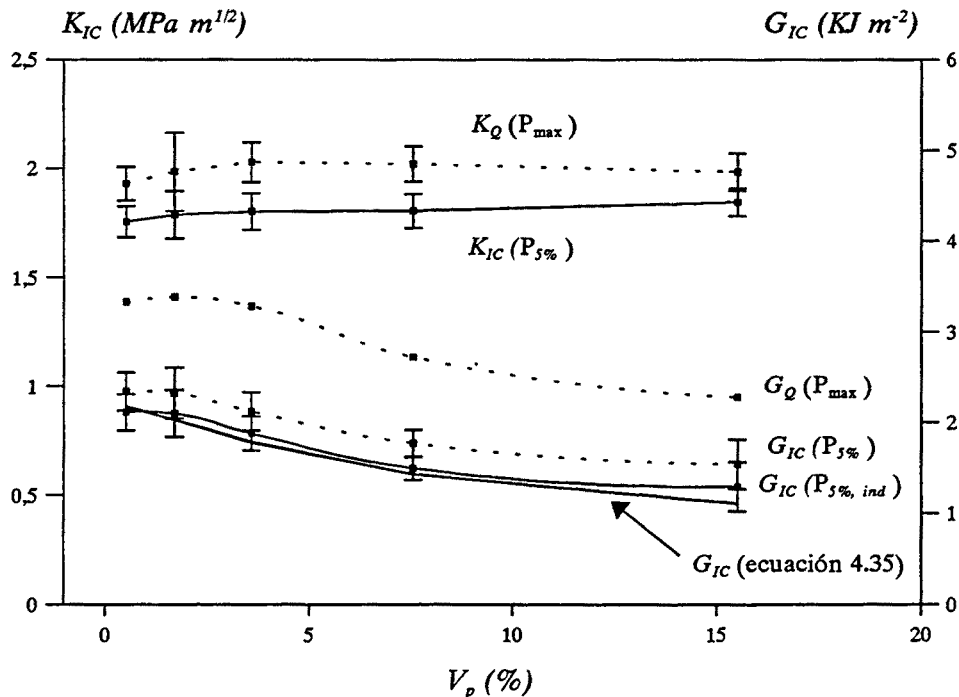 K_IC (MPa m^1/2)
G_IC (KJ m^-2)
2,5
2
1,5
1
0,5
0
6
5
4
3
2
1
0
K_Q (P_max)
K_IC (P_5%)
G_Q (P_max)
G_IC (P_5%)
G_IC (P_5%, ind)
G_IC (ecuación 4.35)
0 5 10 15 20
V_p (%)